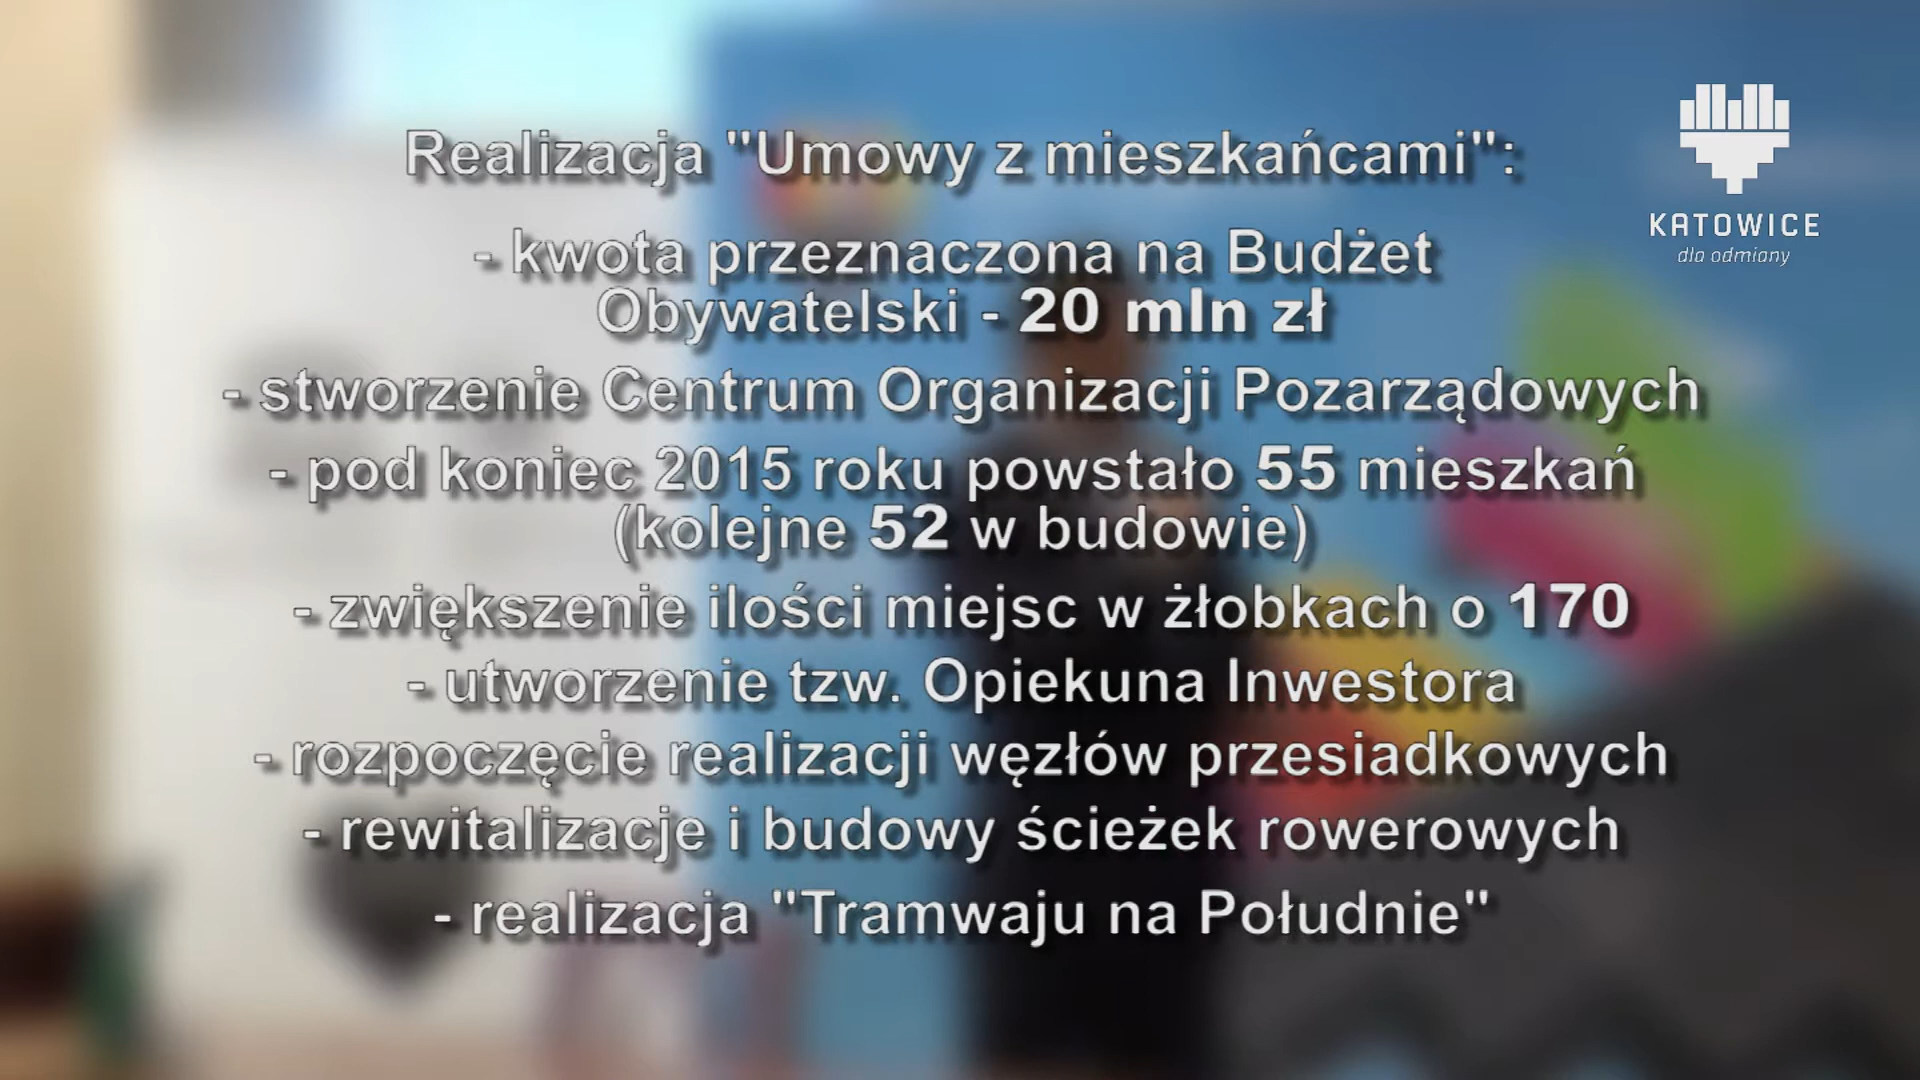 Realizacja "Umowy z mieszkańcami":
KATOWICE
dla odmiany
- kwota przeznaczona na Budżet
Obywatelski - 20 mln zł
- stworzenie Centrum Organizacji Pozarządowych
- pod koniec 2015 roku powstało 55 mieszkań
(kolejne 52 w budowie)
- zwiększenie ilości miejsc w żłobkach o 170
- utworzenie tzw. Opiekuna Inwestora
- rozpoczęcie realizacji węzłów przesiadkowych
- rewitalizacje i budowy ścieżek rowerowych
- realizacja "Tramwaju na Południe"